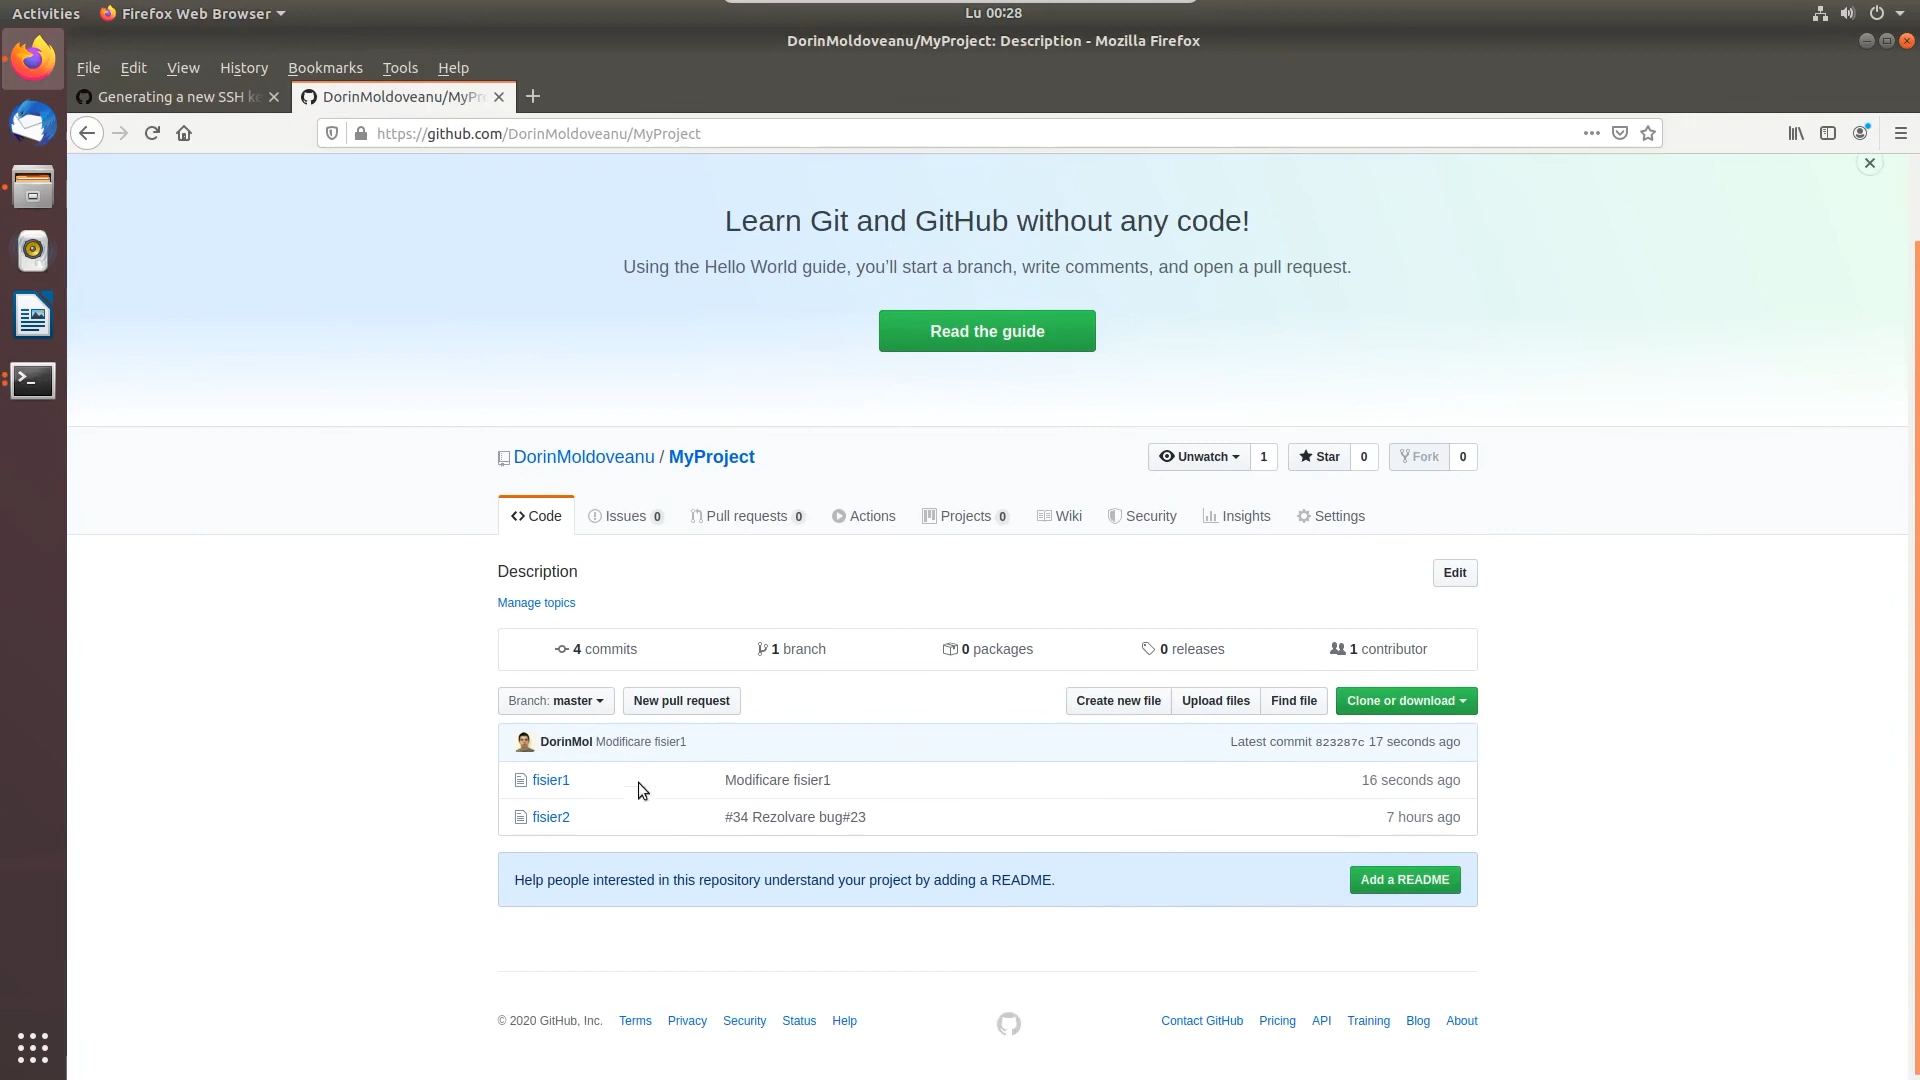 Activities Firefox Web Browser Lu 00:28
DorinMoldoveanu/MyProject: Description - Mozilla Firefox
File Edit View History Bookmarks Tools Help
Generating a new SSH ke DorinMoldoveanu/MyPro
https://github.com/DorinMoldoveanu/MyProject
Learn Git and GitHub without any code!
Using the Hello World guide, you’ll start a branch, write comments, and open a pull request.
Read the guide
DorinMoldoveanu / MyProject Unwatch 1 Star 0 Fork 0
Code Issues 0 Pull requests 0 Actions Projects 0 Wiki Security Insights Settings
Description Edit
Manage topics
4 commits 1 branch 0 packages 0 releases 1 contributor
Branch: master New pull request Create new file Upload files Find file Clone or download
DorinMol Modificare fisier1 Latest commit 823287c 17 seconds ago
fisier1 Modificare fisier1 16 seconds ago
fisier2 #34 Rezolvare bug#23 7 hours ago
Help people interested in this repository understand your project by adding a README. Add a README
© 2020 GitHub, Inc. Terms Privacy Security Status Help Contact GitHub Pricing API Training Blog About